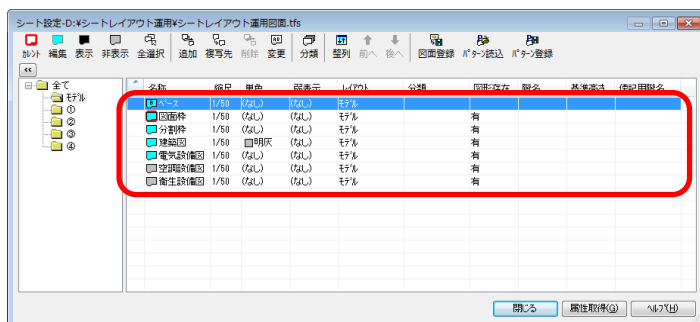 シート設定-D:¥シートレイアウト運用¥シートレイアウト運用図面.tfs
ｶﾚﾝﾄ 編集 表示 非表示 全選択 追加 複写先 削除 変更 分類 整列 前へ 後へ 図面登録 ﾊﾟﾀｰﾝ読込 ﾊﾟﾀｰﾝ登録
<<
全て
ﾓﾃﾞﾙ
①
②
③
④
名称 縮尺 単色 弱表示 ﾚｲｱｳﾄ 分類 図形存在 階名 基準高さ 傍記用階名
ﾍﾞｰｽ 1/50 (なし) (なし) ﾓﾃﾞﾙ
図面枠 1/50 (なし) (なし) ﾓﾃﾞﾙ 有
分割枠 1/50 (なし) (なし) ﾓﾃﾞﾙ 有
建築図 1/50 明灰 (なし) ﾓﾃﾞﾙ 有
電気設備図 1/50 (なし) (なし) ﾓﾃﾞﾙ 有
空調設備図 1/50 (なし) (なし) ﾓﾃﾞﾙ 有
衛生設備図 1/50 (なし) (なし) ﾓﾃﾞﾙ 有
閉じる 属性取得(G) ﾍﾙﾌﾟ(H)